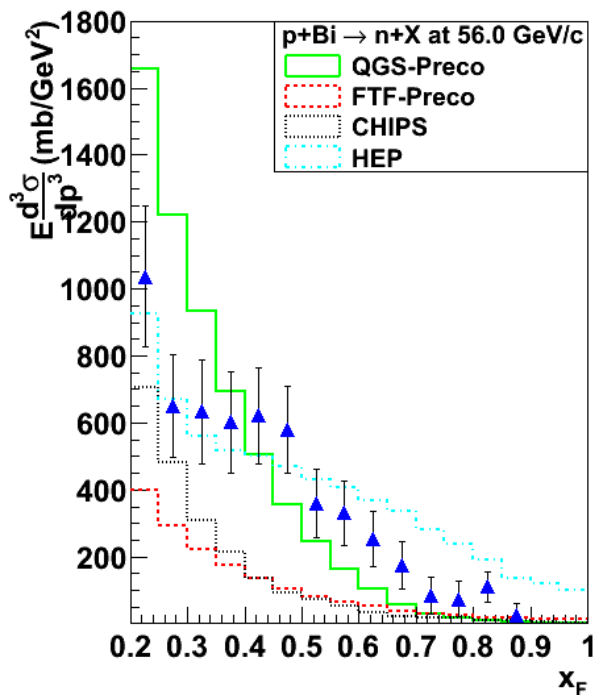 p+Bi → n+X at 56.0 GeV/c
QGS-Preco
FTF-Preco
CHIPS
HEP
E d³σ/dp³ (mb/GeV²)
1800
1600
1400
1200
1000
800
600
400
200
0.2 0.3 0.4 0.5 0.6 0.7 0.8 0.9 1
x_F